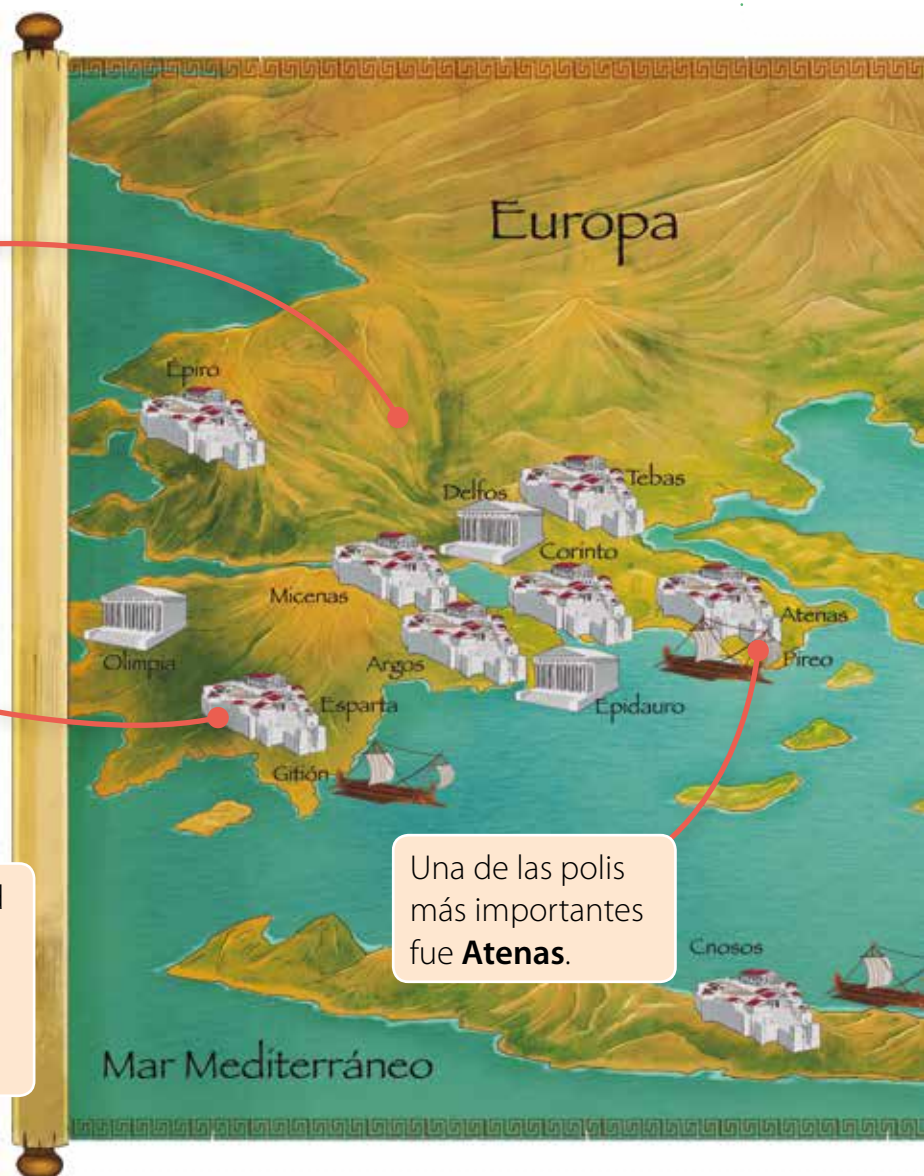 Europa
Epiro
Delfos
Tebas
Corinto
Micenas
Atenas
Olimpia
Argos
Pireo
Esparta
Epidauro
Gitión
Una de las polis
más importantes
fue Atenas.
Cnosos
Mar Mediterráneo